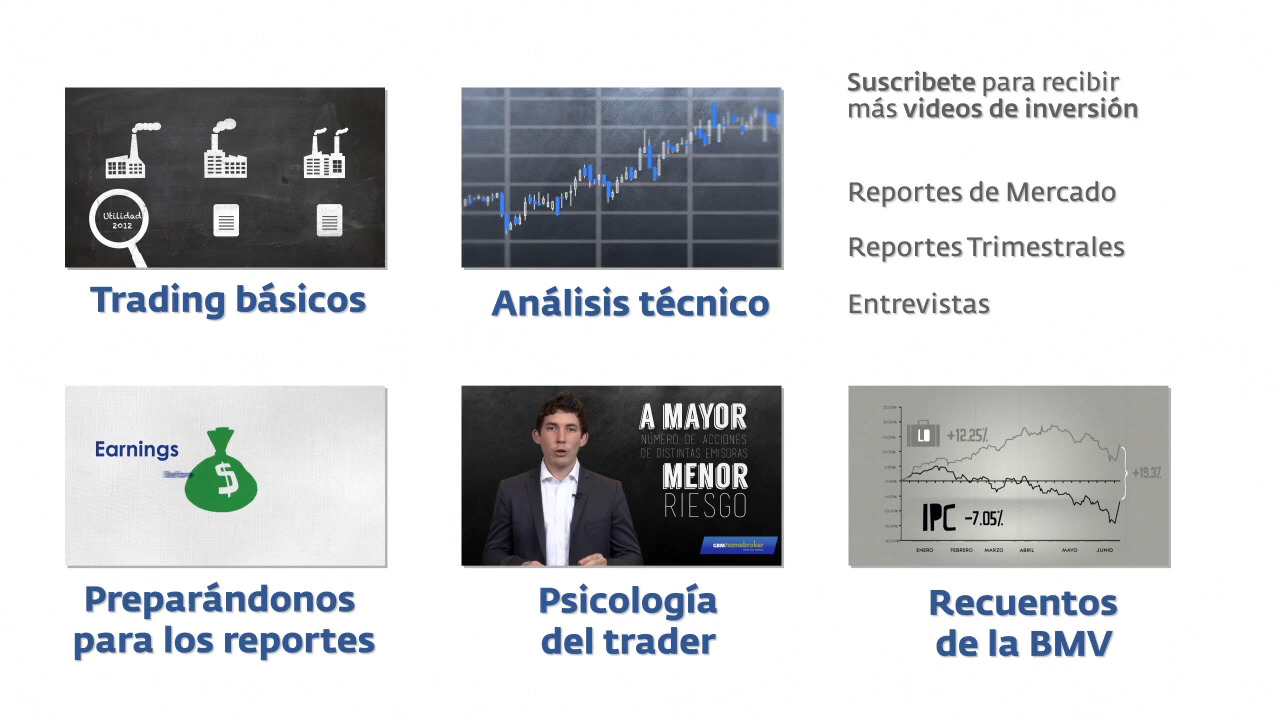 Suscribete para recibir
más videos de inversión
Utilidad
2012
Trading básicos
Análisis técnico
Reportes de Mercado
Reportes Trimestrales
Entrevistas
Earnings
$
Preparándonos
para los reportes
A MAYOR
NÚMERO DE ACCIONES
DE DISTINTAS EMISORAS
MENOR
RIESGO
GBMhomebroker
Psicología
del trader
+12.25%
+19.3%
IPC -7.05%
ENERO FEBRERO MARZO ABRIL MAYO JUNIO
Recuentos
de la BMV